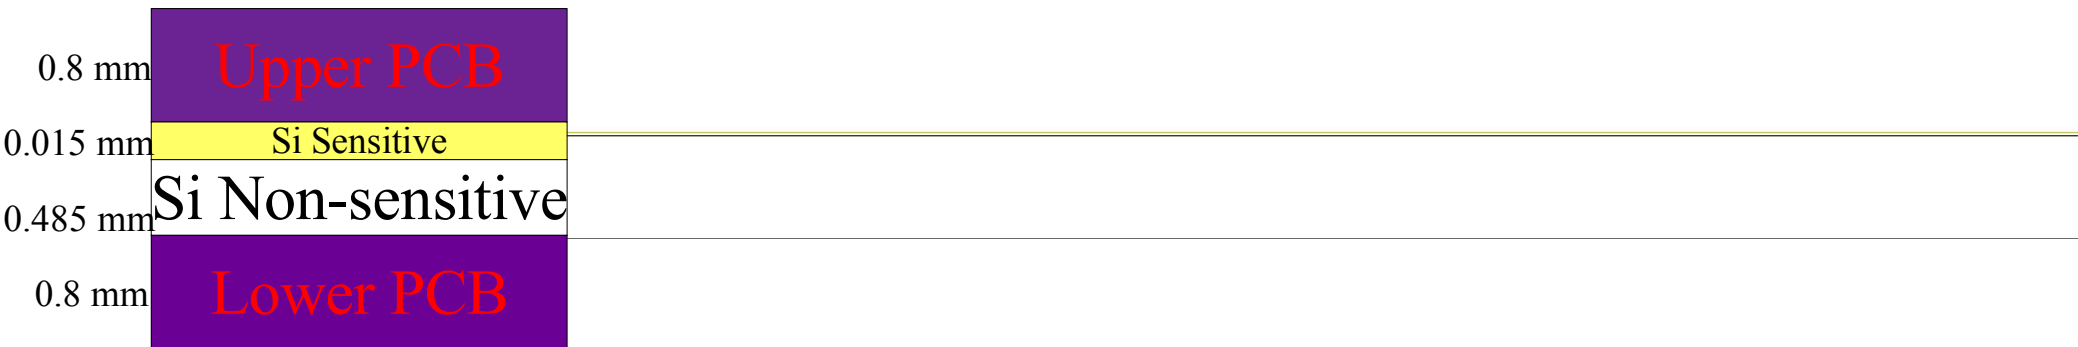 0.8 mm Upper PCB
0.015 mm Si Sensitive
0.485 mm Si Non-sensitive
0.8 mm Lower PCB